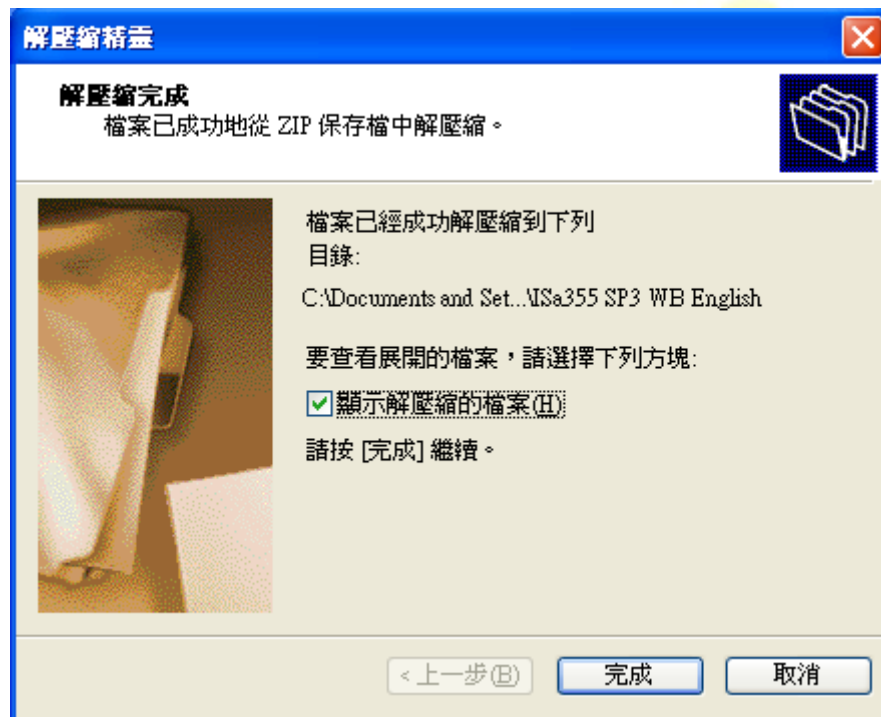 解壓縮精靈
解壓縮完成
檔案已成功地從 ZIP 保存檔中解壓縮。
檔案已經成功解壓縮到下列
目錄:
C:\Documents and Set...\ISa355 SP3 WB English
要查看展開的檔案，請選擇下列方塊:
顯示解壓縮的檔案(H)
請按 [完成] 繼續。
< 上一步(B) 完成 取消